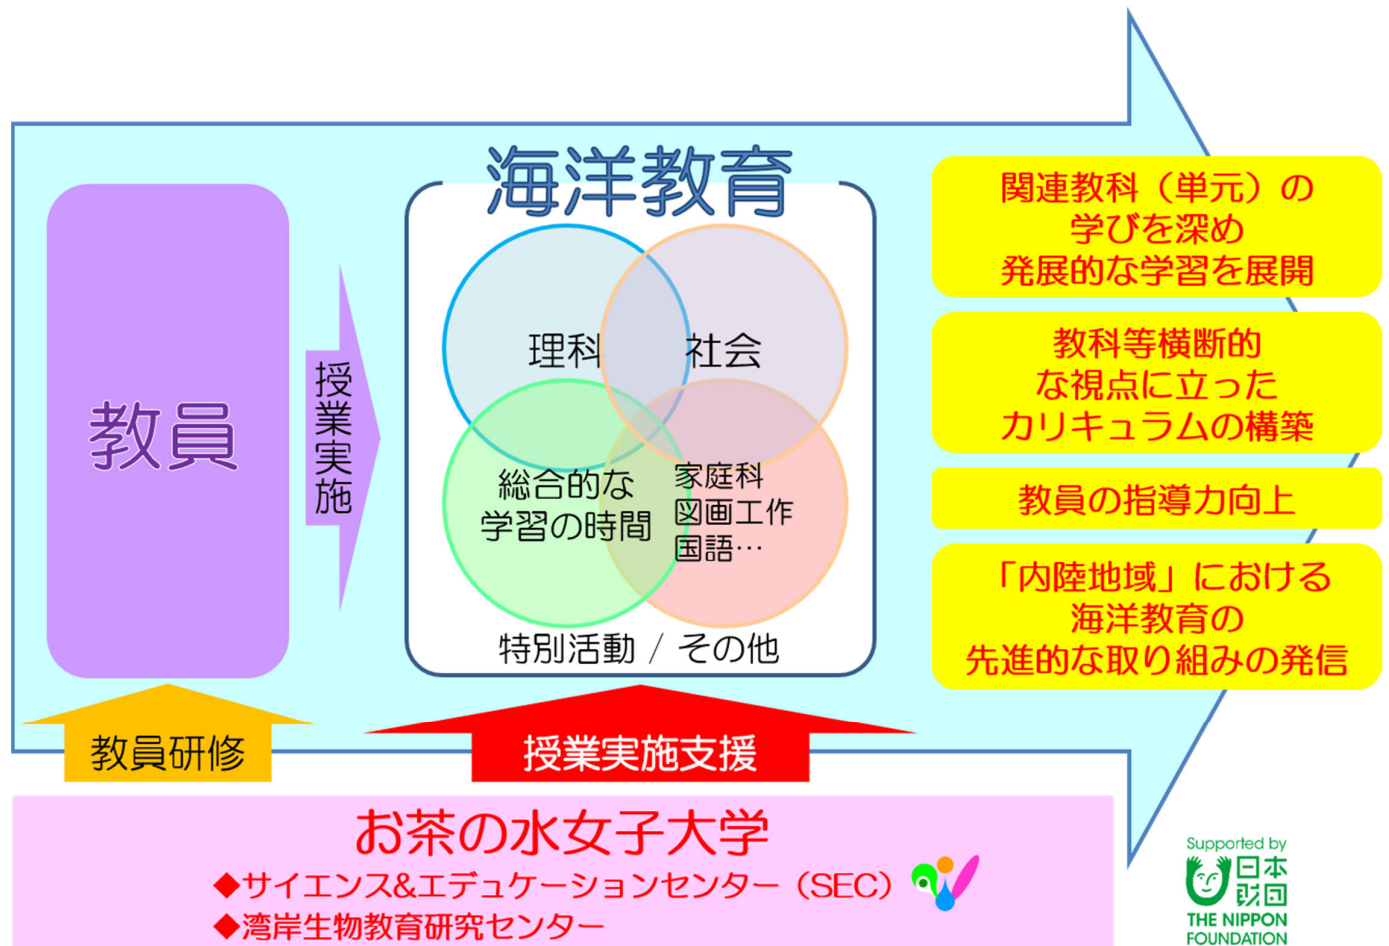 海洋教育
教員
授業実施
理科
社会
総合的な
学習の時間
家庭科
図画工作
国語…
特別活動 / その他
関連教科（単元）の
学びを深め
発展的な学習を展開
教科等横断的
な視点に立った
カリキュラムの構築
教員の指導力向上
「内陸地域」における
海洋教育の
先進的な取り組みの発信
教員研修
授業実施支援
お茶の水女子大学
◆サイエンス&エデュケーションセンター（SEC）
◆湾岸生物教育研究センター
Supported by
日本
財団
THE NIPPON
FOUNDATION